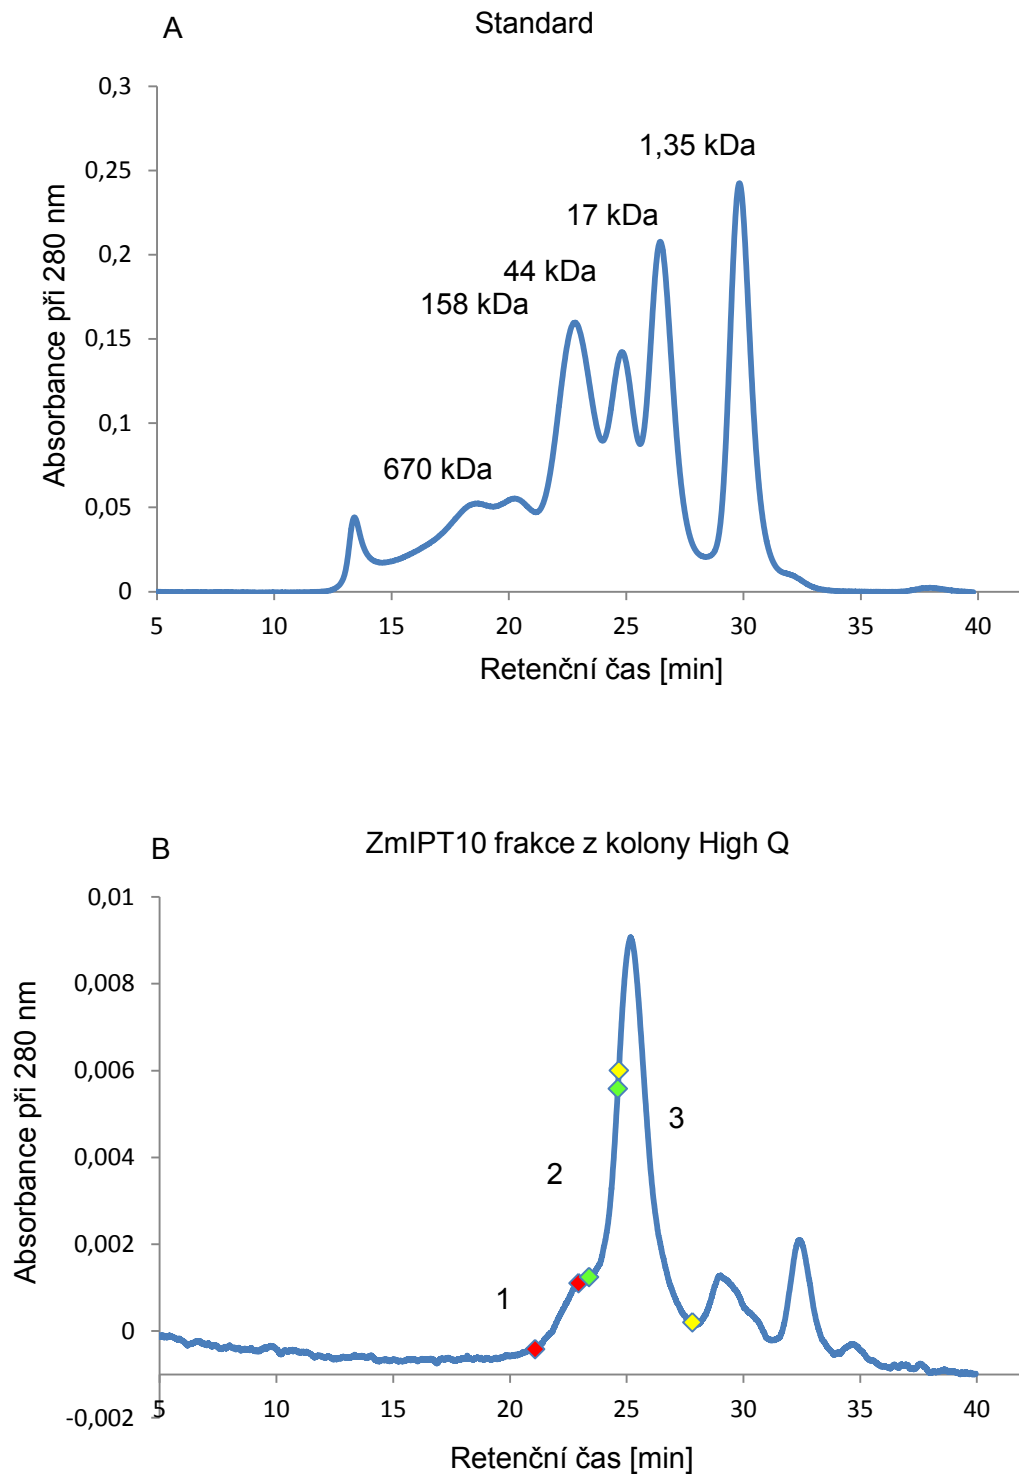 A
Standard
0,3
0,25
0,2
0,15
0,1
0,05
0
Absorbance při 280 nm
670 kDa
158 kDa
44 kDa
17 kDa
1,35 kDa
5 10 15 20 25 30 35 40
Retenční čas [min]
B
ZmIPT10 frakce z kolony High Q
0,01
0,008
0,006
0,004
0,002
0
-0,002
Absorbance při 280 nm
1
2
3
5 10 15 20 25 30 35 40
Retenční čas [min]